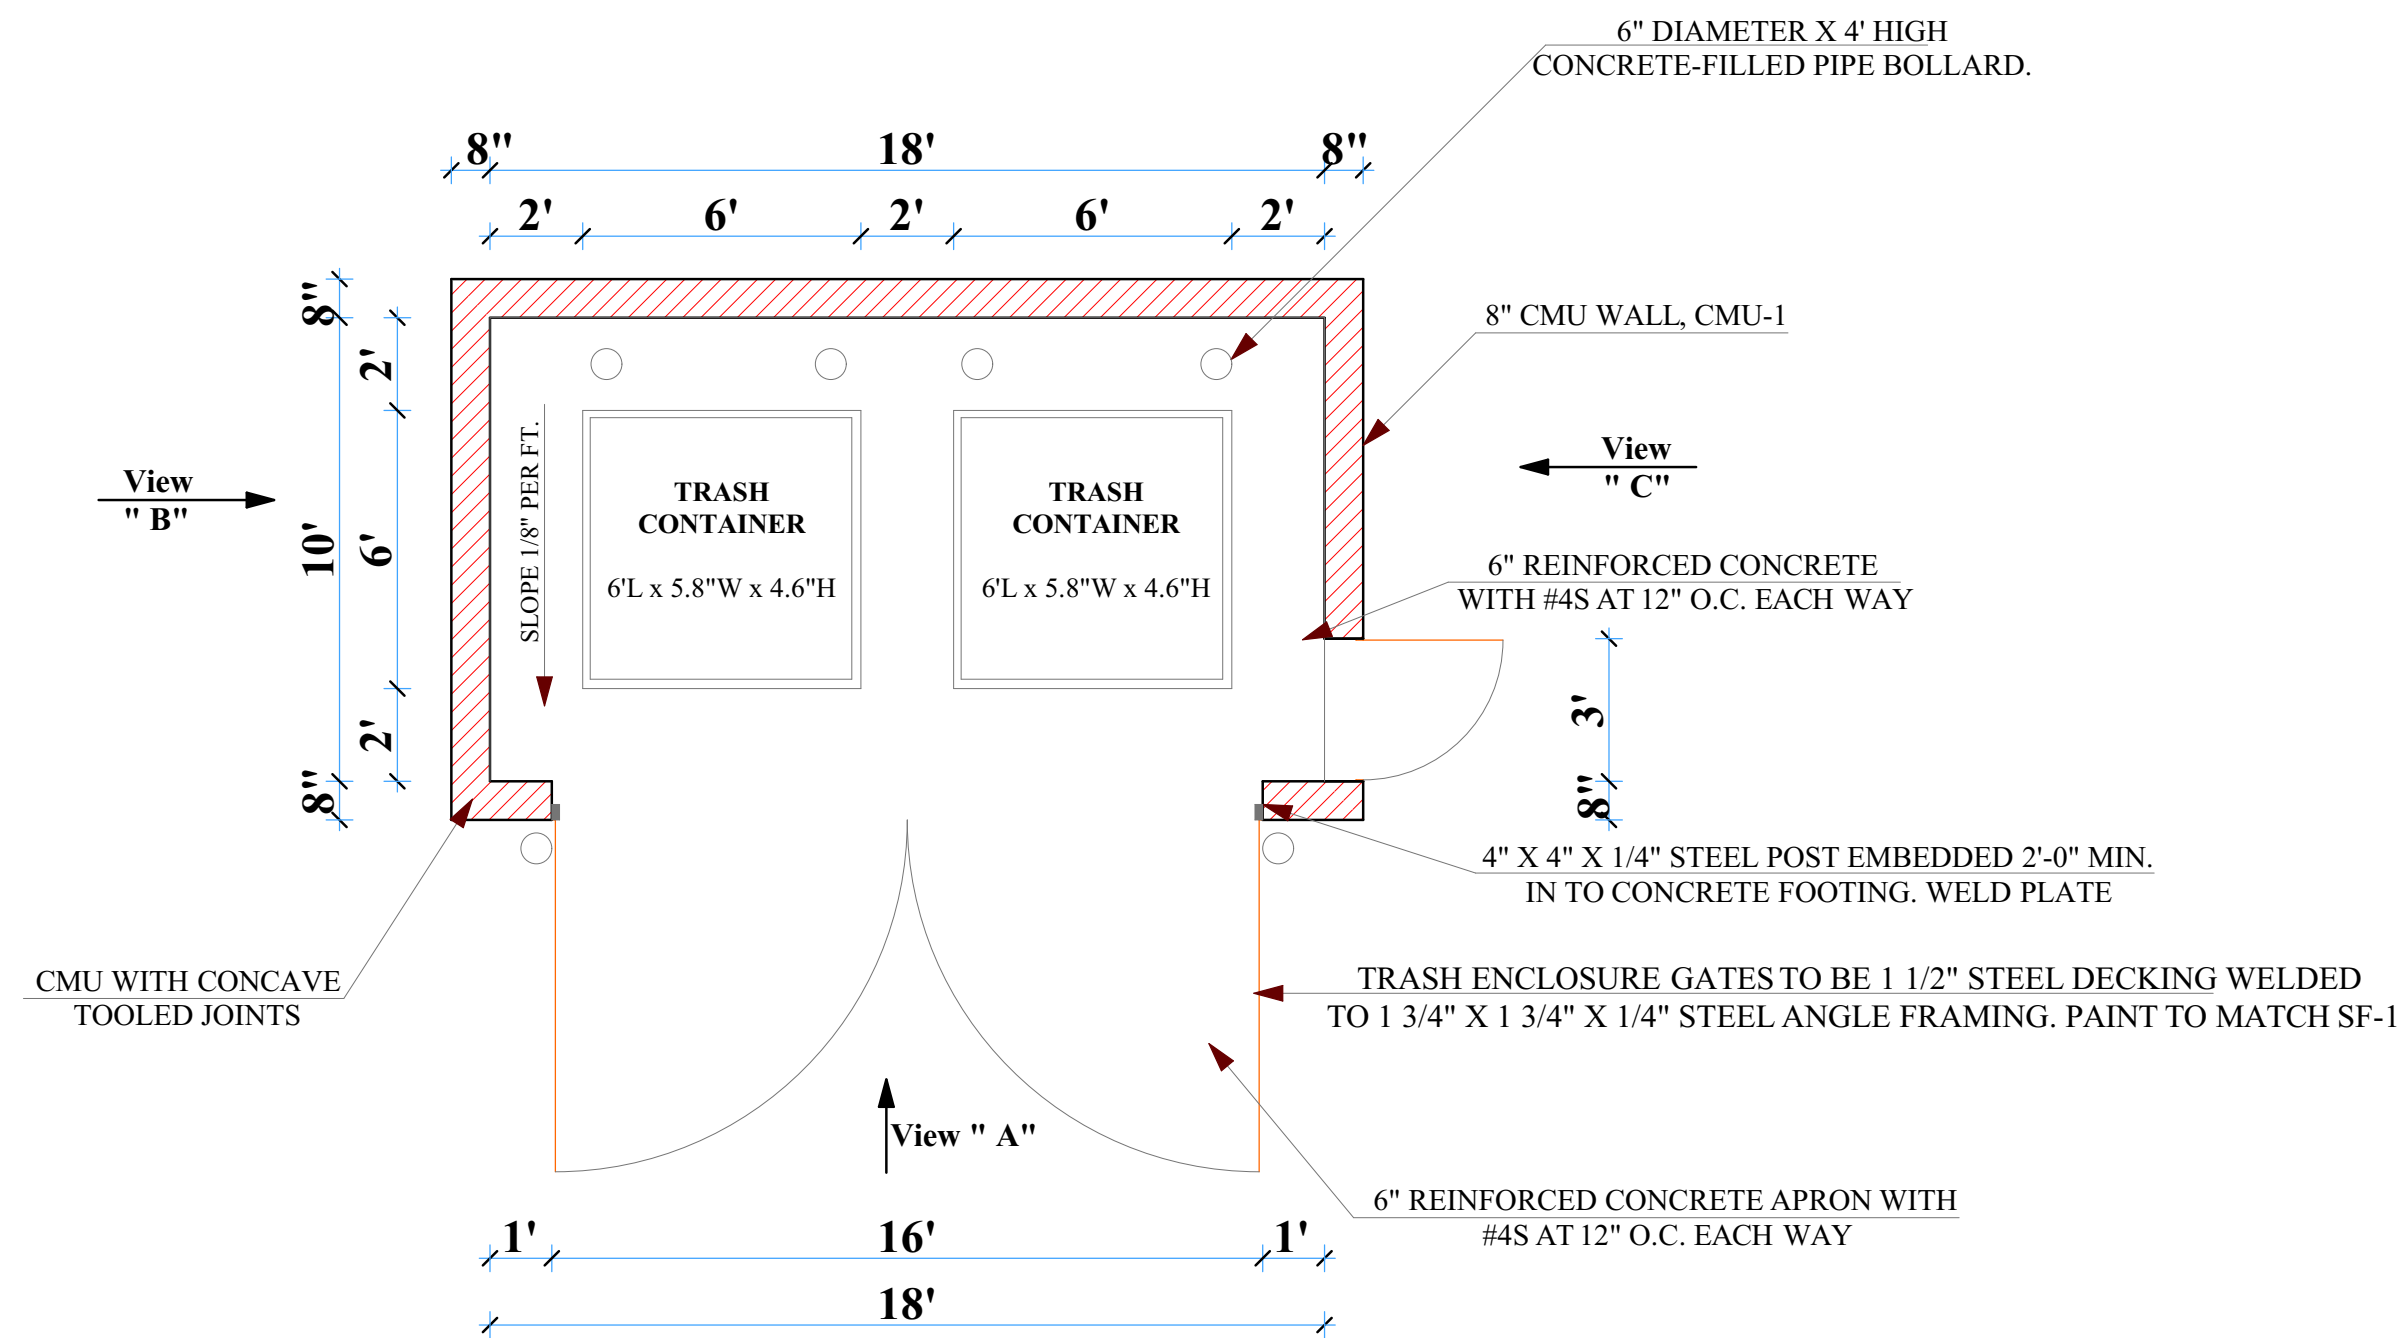 6" DIAMETER X 4' HIGH
CONCRETE-FILLED PIPE BOLLARD.
8" 18' 8"
2' 6' 2' 6' 2'
8"
2'
10'
6'
2'
8"
8" CMU WALL, CMU-1
View
" B"
View
" C"
SLOPE 1/8" PER FT.
TRASH
CONTAINER
6'L x 5.8"W x 4.6"H
TRASH
CONTAINER
6'L x 5.8"W x 4.6"H
6" REINFORCED CONCRETE
WITH #4S AT 12" O.C. EACH WAY
3'
8"
4" X 4" X 1/4" STEEL POST EMBEDDED 2'-0" MIN.
IN TO CONCRETE FOOTING. WELD PLATE
CMU WITH CONCAVE
TOOLED JOINTS
TRASH ENCLOSURE GATES TO BE 1 1/2" STEEL DECKING WELDED
TO 1 3/4" X 1 3/4" X 1/4" STEEL ANGLE FRAMING. PAINT TO MATCH SF-1
View " A"
6" REINFORCED CONCRETE APRON WITH
#4S AT 12" O.C. EACH WAY
1' 16' 1'
18'